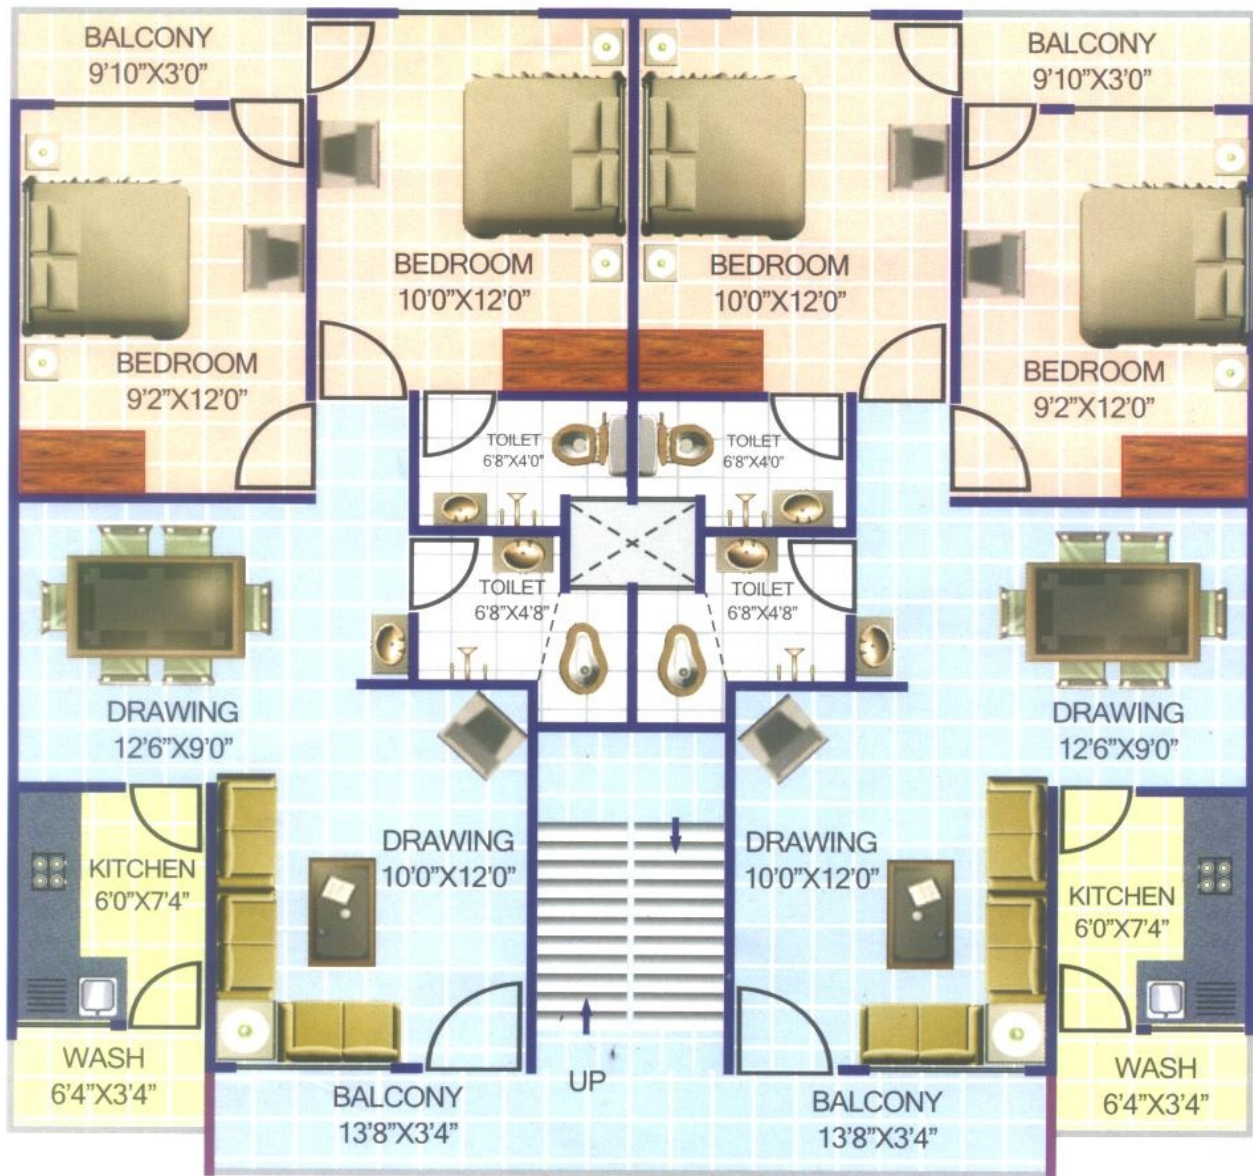 BALCONY
9'10"X3'0"
BALCONY
9'10"X3'0"
BEDROOM
10'0"X12'0"
BEDROOM
10'0"X12'0"
BEDROOM
9'2"X12'0"
BEDROOM
9'2"X12'0"
TOILET
6'8"X4'0"
TOILET
6'8"X4'0"
TOILET
6'8"X4'8"
TOILET
6'8"X4'8"
DRAWING
12'6"X9'0"
DRAWING
12'6"X9'0"
DRAWING
10'0"X12'0"
DRAWING
10'0"X12'0"
KITCHEN
6'0"X7'4"
KITCHEN
6'0"X7'4"
WASH
6'4"X3'4"
BALCONY
13'8"X3'4"
UP
BALCONY
13'8"X3'4"
WASH
6'4"X3'4"